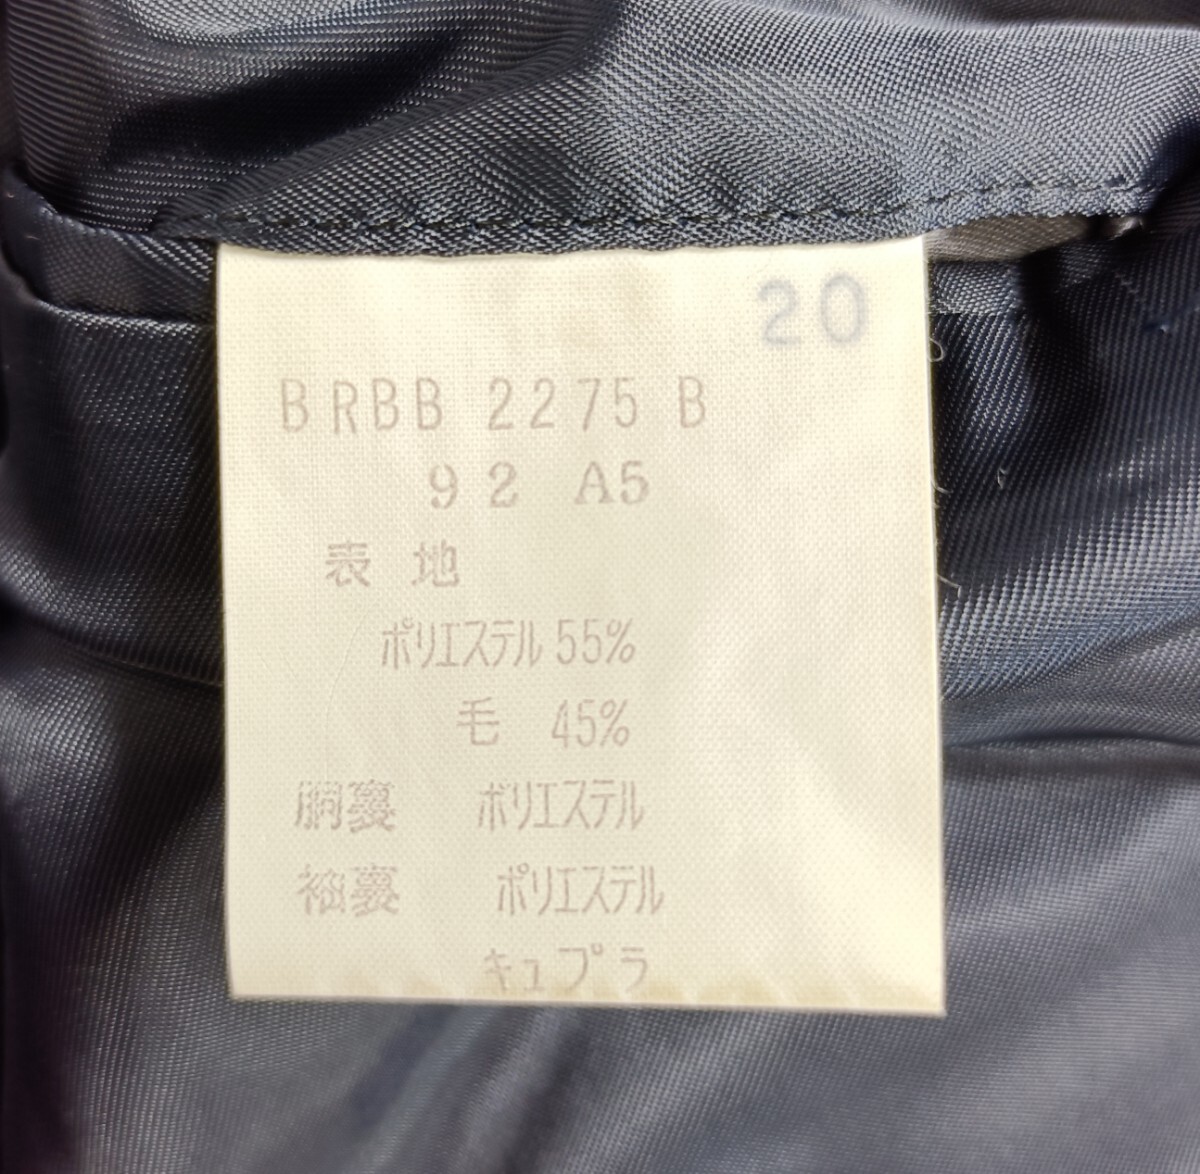 20
BRBB 2275 B
92 A5
表地
ポリエステル 55%
毛 45%
胴裏 ポリエステル
袖裏 ポリエステル
キュプラ